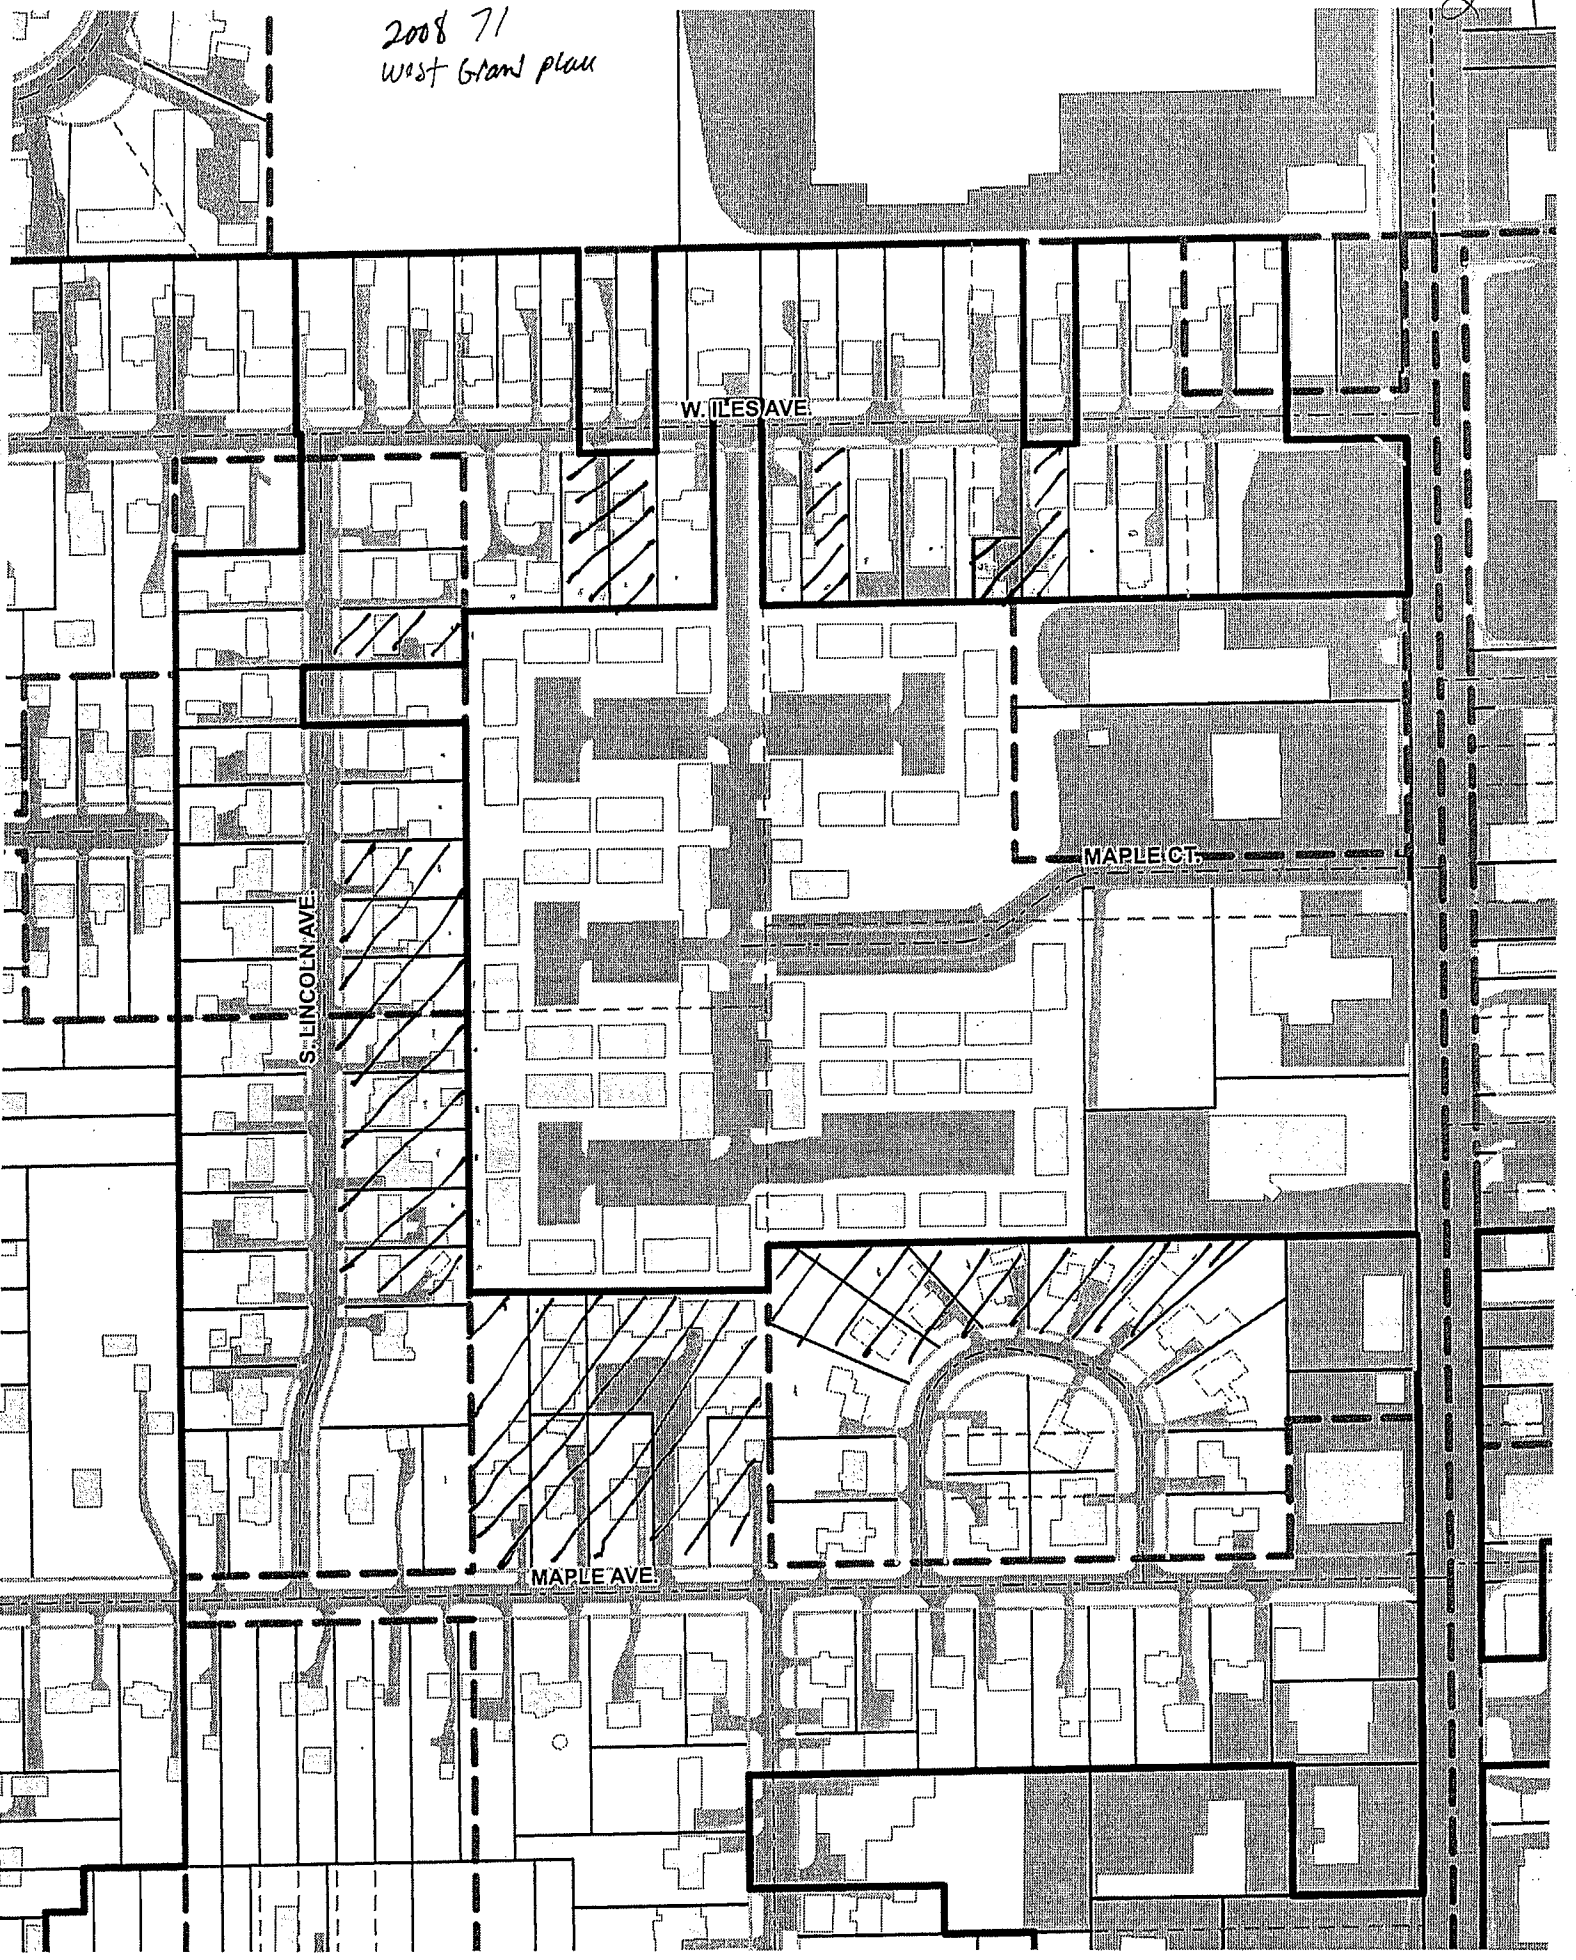 2008 71
West Grand plan
W. ILES AVE.
MAPLE CT.
S. LINCOLN AVE.
MAPLE AVE.